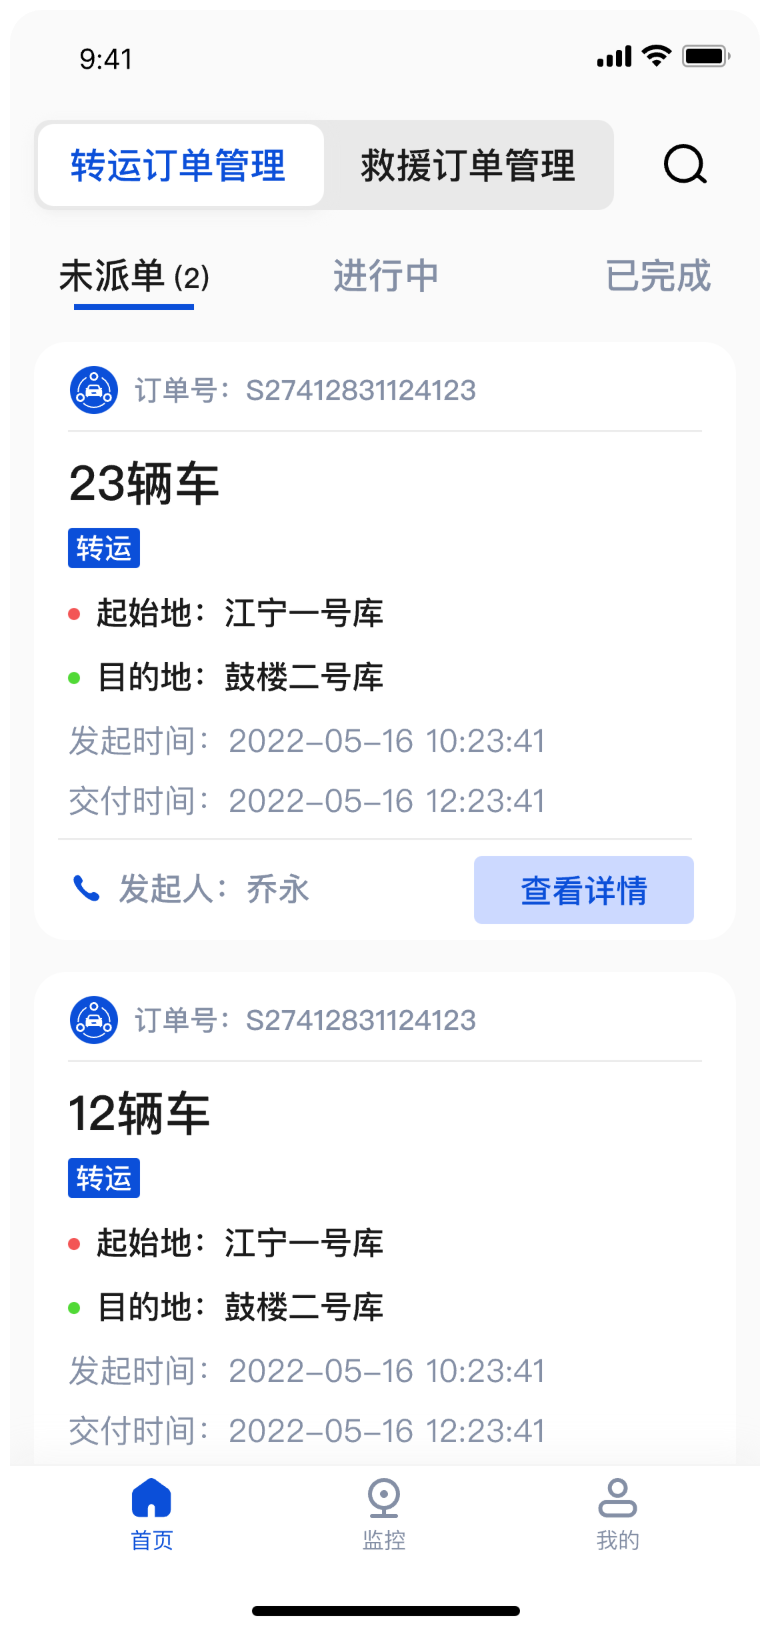 9:41
转运订单管理 救援订单管理
未派单 (2) 进行中 已完成
订单号：S27412831124123
23辆车
转运
起始地：江宁一号库
目的地：鼓楼二号库
发起时间：2022-05-16 10:23:41
交付时间：2022-05-16 12:23:41
发起人：乔永 查看详情
订单号：S27412831124123
12辆车
转运
起始地：江宁一号库
目的地：鼓楼二号库
发起时间：2022-05-16 10:23:41
交付时间：2022-05-16 12:23:41
首页 监控 我的